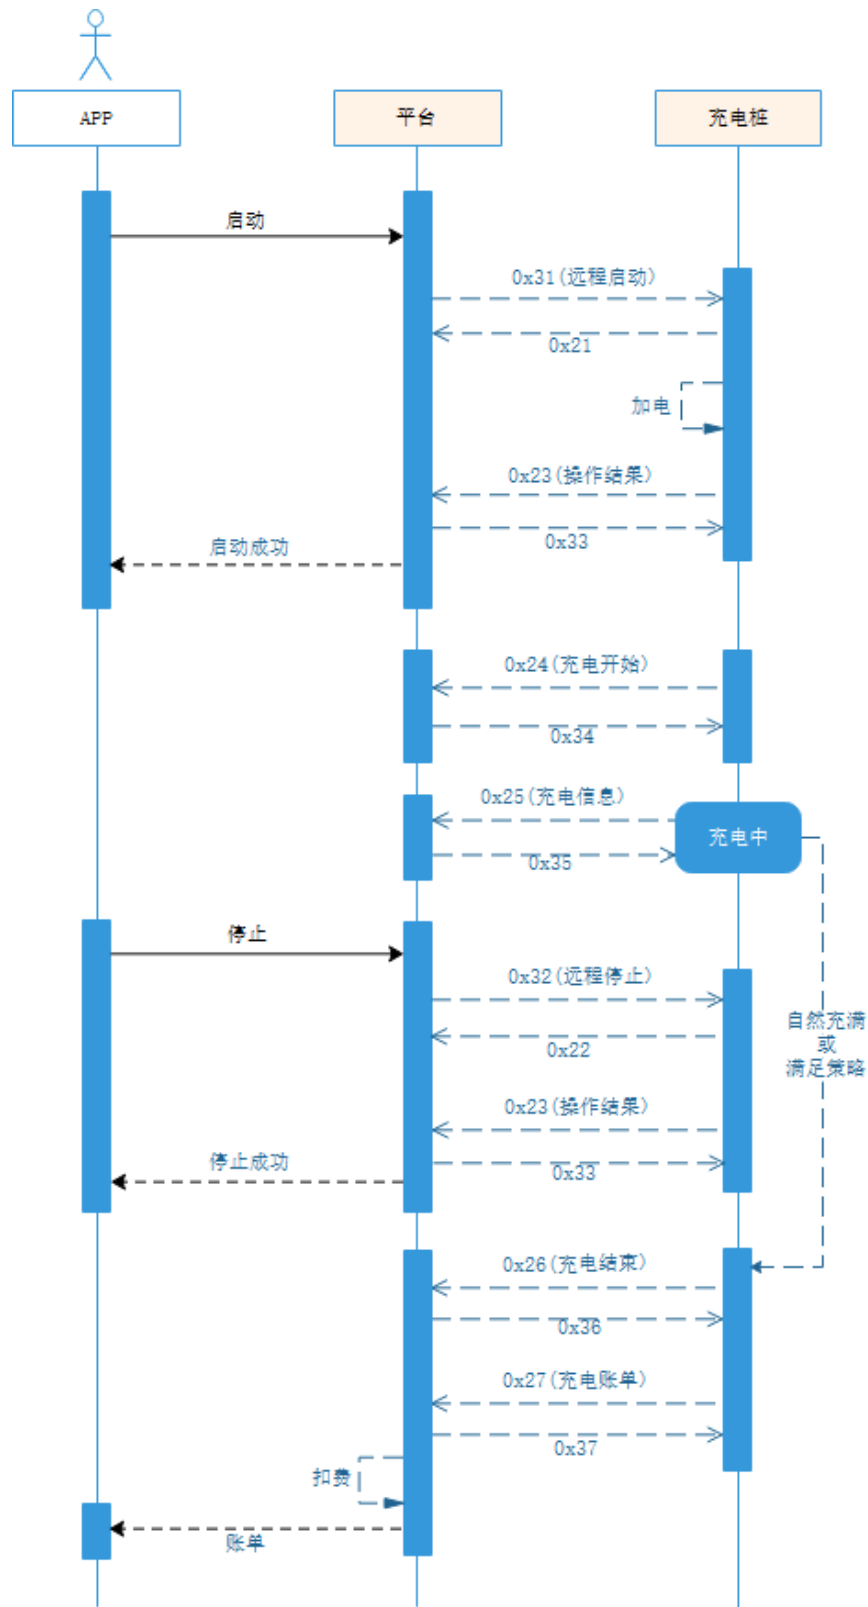 APP
平台
充电桩
启动
0x31(远程启动)
0x21
加电
0x23(操作结果)
0x33
启动成功
0x24(充电开始)
0x34
0x25(充电信息)
充电中
0x35
停止
0x32(远程停止)
自然充满
或
满足策略
0x22
0x23(操作结果)
停止成功
0x33
0x26(充电结束)
0x36
0x27(充电账单)
0x37
扣费
账单